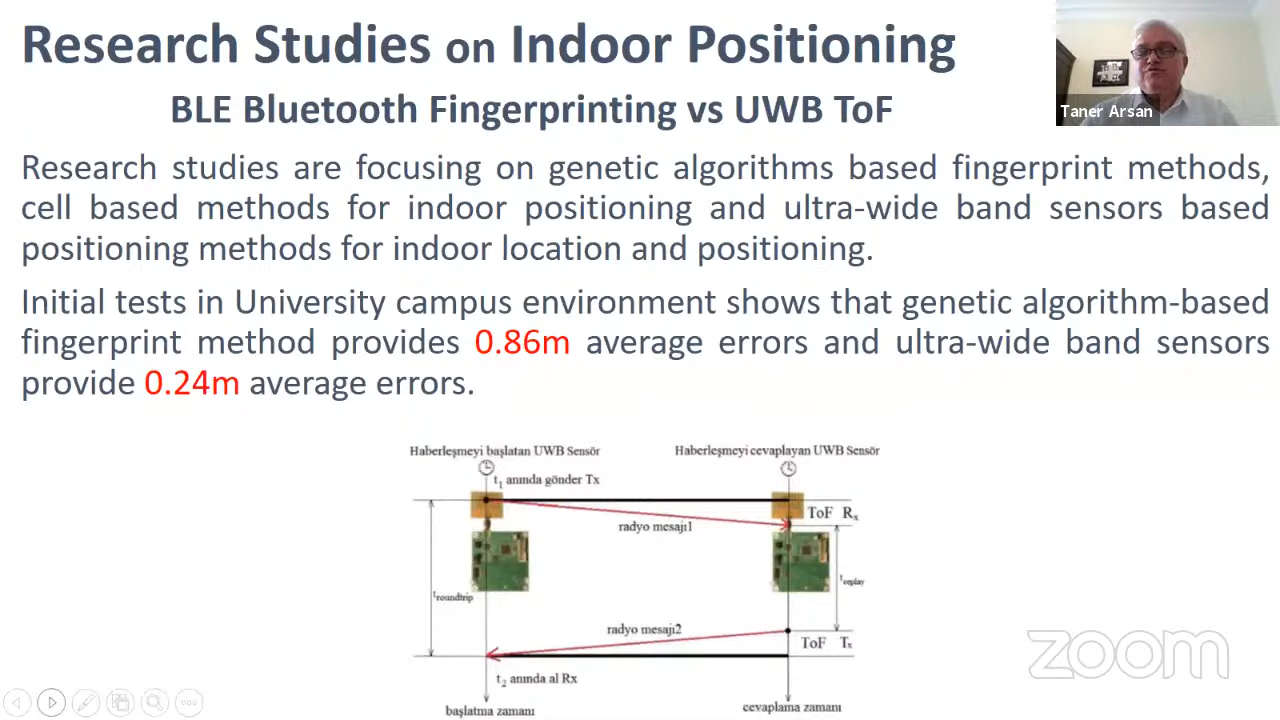 Research Studies on Indoor Positioning
BLE Bluetooth Fingerprinting vs UWB ToF
Taner Arsan
Research studies are focusing on genetic algorithms based fingerprint methods,
cell based methods for indoor positioning and ultra-wide band sensors based
positioning methods for indoor location and positioning.
Initial tests in University campus environment shows that genetic algorithm-based
fingerprint method provides 0.86m average errors and ultra-wide band sensors
provide 0.24m average errors.
Haberleşmeyi başlatan UWB Sensör
Haberleşmeyi cevaplayan UWB Sensör
t1 anında gönder Tx
ToF Rx
radyo mesajı1
treplay
troundtrip
radyo mesajı2
ToF Tx
t2 anında al Rx
başlatma zamanı
cevaplama zamanı
zoom